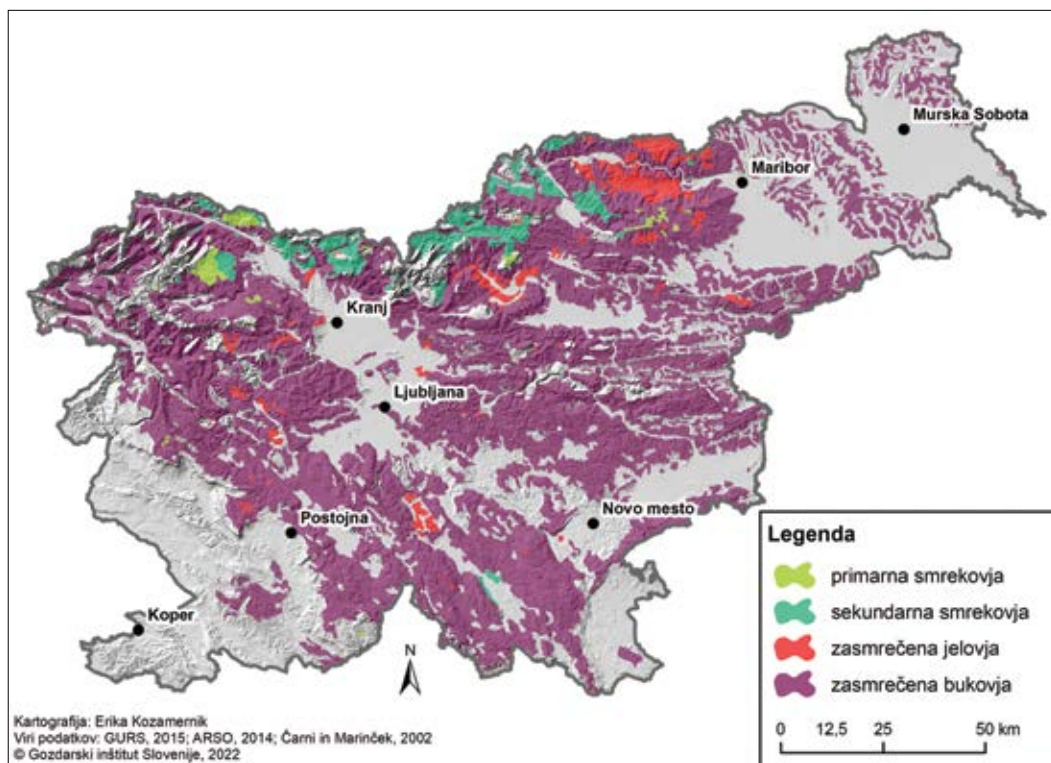 Murska Sobota
Maribor
Kranj
Ljubljana
Novo mesto
Postojna
Koper
N
Legenda
primarna smrekovja
sekundarna smrekovja
zasmrečena jelovja
zasmrečena bukovja
0 12,5 25 50 km
Kartografija: Erika Kozamernik
Viri podatkov: GURS, 2015; ARSO, 2014; Čarni in Marinček, 2002
© Gozdarski inštitut Slovenije, 2022